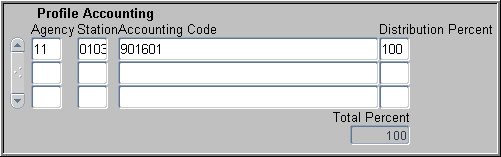 Profile Accounting
Agency Station Accounting Code Distribution Percent
11 0103 901601 100
Total Percent
100